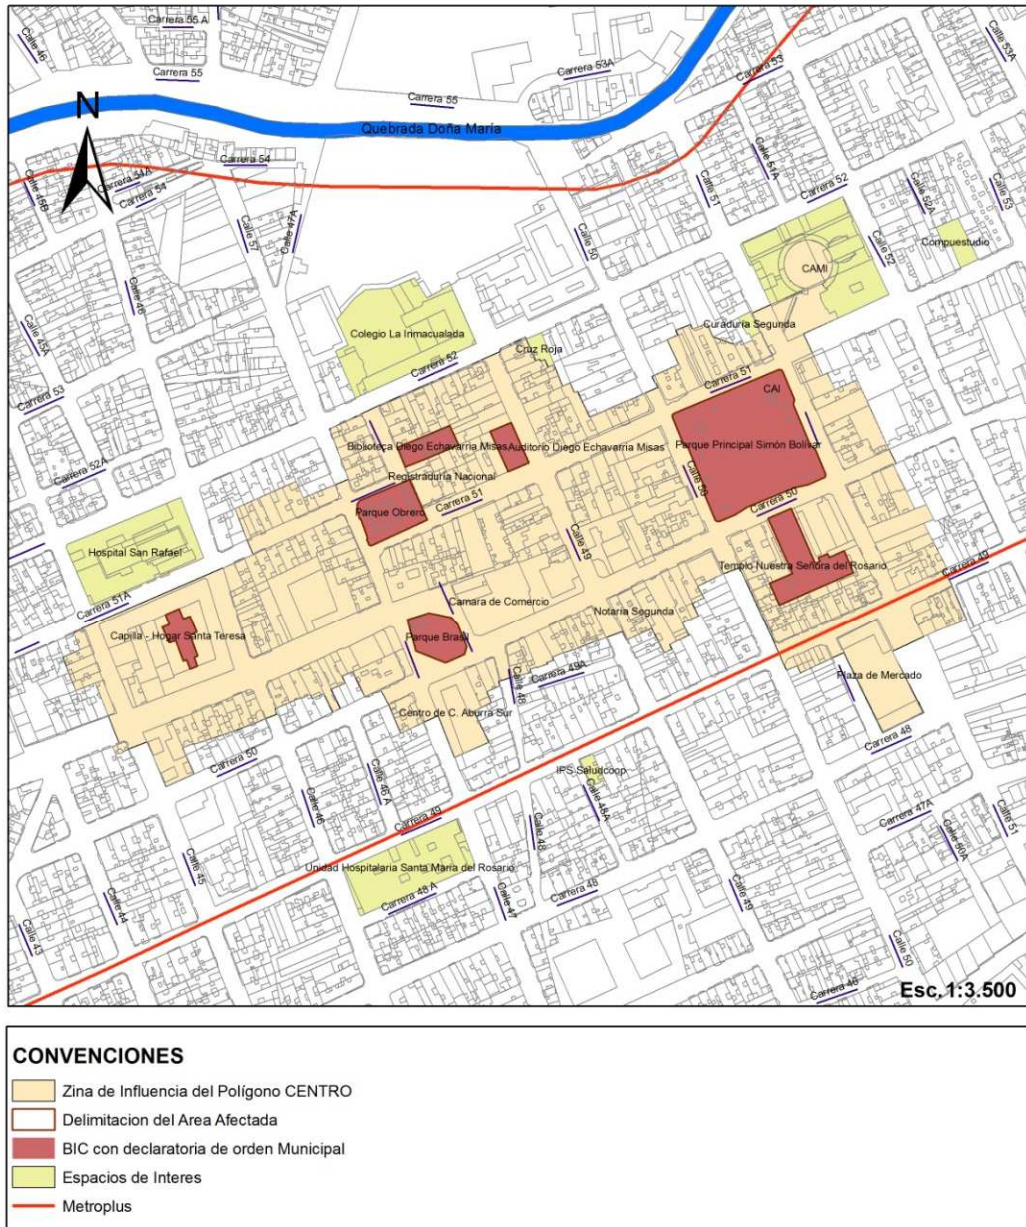 Calle 46
Carrera 55 A
Carrera 55
Carrera 53A
Carrera 53
Calle 53A
Carrera 55
N
Quebrada Doña María
Carrera 54
Carrera 51A
Carrera 54
Calle 45B
Calle 47A
Calle 51A
Carrera 52
Calle 51
Calle 52A
Calle 53
Calle 50
Calle 52
Compuestudio
CAMI
Calle 46
Calle 45A
Colegio La Inmacualada
Curaduría Segunda
Cruz Roja
Carrera 52
Carrera 53
Carrera 51
CAI
Biblioteca Diego Echavarria Misas
Auditorio Diego Echavarria Misas
Parque Principal Simón Bolívar
Carrera 52A
Registraduría Nacional
Carrera 51
Calle 50
Carrera 50
Parque Obrero
Hospital San Rafael
Calle 49
Templo Nuestra Señora del Rosario
Carrera 49
Carrera 51A
Camara de Comercio
Notaria Segunda
Capilla - Hogar Santa Teresa
Parque Brasil
Carrera 49A
Calle 48
Plaza de Mercado
Centro de C. Aburra Sur
Carrera 50
Carrera 48
IPS Saludcoop
Calle 46 A
Calle 46
Calle 48A
Carrera 49
Carrera 47A
Calle 51
Calle 48
Calle 50A
Unidad Hospitalaria Santa María del Rosario
Calle 45
Carrera 48 A
Carrera 48
Calle 44
Calle 47
Calle 49
Calle 43
Calle 50
Carrera 46
Esc. 1:3.500
CONVENCIONES
Zina de Influencia del Polígono CENTRO
Delimitacion del Area Afectada
BIC con declaratoria de orden Municipal
Espacios de Interes
Metroplus